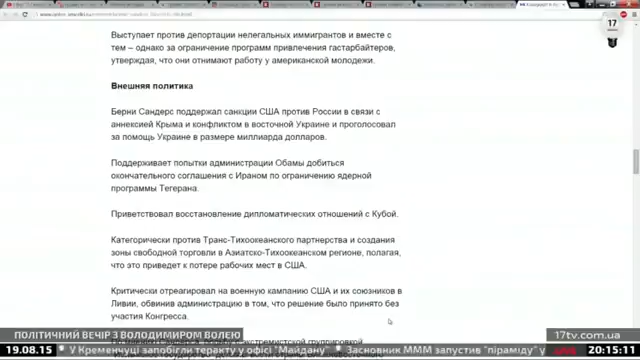 17
Выступает против депортации нелегальных иммигрантов и вместе с
тем – однако за ограничение программ привлечения гастарбайтеров,
утверждая, что они отнимают работу у американской молодежи.
Внешняя политика
Берни Сандерс поддержал санкции США против России в связи с
аннексией Крыма и конфликтом в восточной Украине и проголосовал
за помощь Украине в размере миллиарда долларов.
Поддерживает попытки администрации Обамы добиться
окончательного соглашения с Ираном по ограничению ядерной
программы Тегерана.
Приветствовал восстановление дипломатических отношений с Кубой.
Категорически против Транс-Тихоокеанского партнерства и создания
зоны свободной торговли в Азиатско-Тихоокеанском регионе, полагая,
что это приведет к потере рабочих мест в США.
Критически отреагировал на военную кампанию США и их союзников в
Ливии, обвинив администрацию в том, что решение было принято без
участия Конгресса.
ПОЛІТИЧНИЙ ВЕЧІР З ВОЛОДИМИРОМ ВОЛЕЮ
17tv.com.ua
19.08.15
У Кременчуці запобігли теракту у офісі "Майдану"
Засновник МММ запустив "піраміду" у
20:15:11